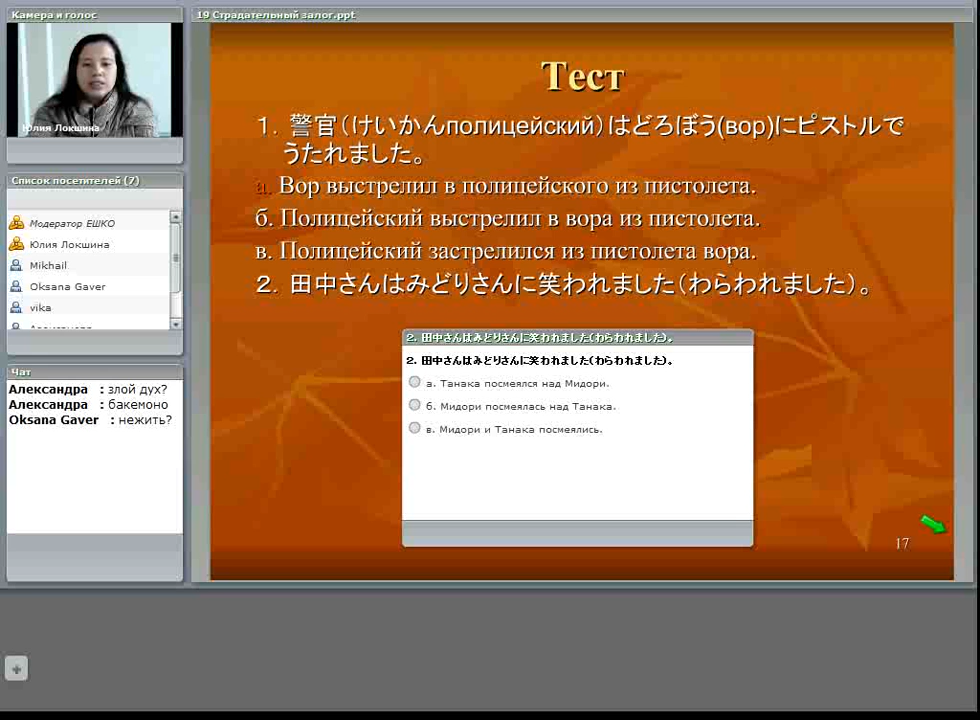 Камера и голос
Юлия Локшина
Список посетителей (7)
Модератор ЕШКО
Юлия Локшина
Mikhail
Oksana Gaver
vika
Чат
Александра : злой дух?
Александра : бакемоно
Oksana Gaver : нежить?
19 Страдательный залог.ppt
Тест
1. 警官(けいかんполицейский)はどろぼう(вор)にピストルで
うたれました。
а. Вор выстрелил в полицейского из пистолета.
б. Полицейский выстрелил в вора из пистолета.
в. Полицейский застрелился из пистолета вора.
2. 田中さんはみどりさんに笑われました(わらわれました)。
2. 田中さんはみどりさんに笑われました(わらわれました)。
2. 田中さんはみどりさんに笑われました(わらわれました)。
а. Танака посмеялся над Мидори.
б. Мидори посмеялась над Танака.
в. Мидори и Танака посмеялись.
17